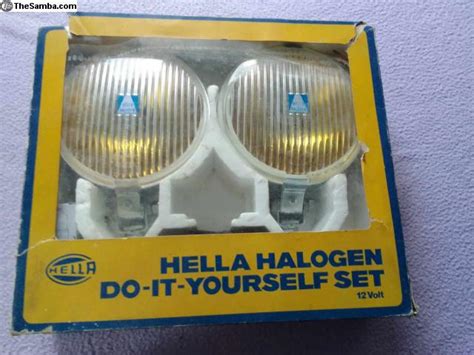 TheSamba.com
HELLA HALOGEN
HELLA
DO-IT-YOURSELF SET
12 Volt